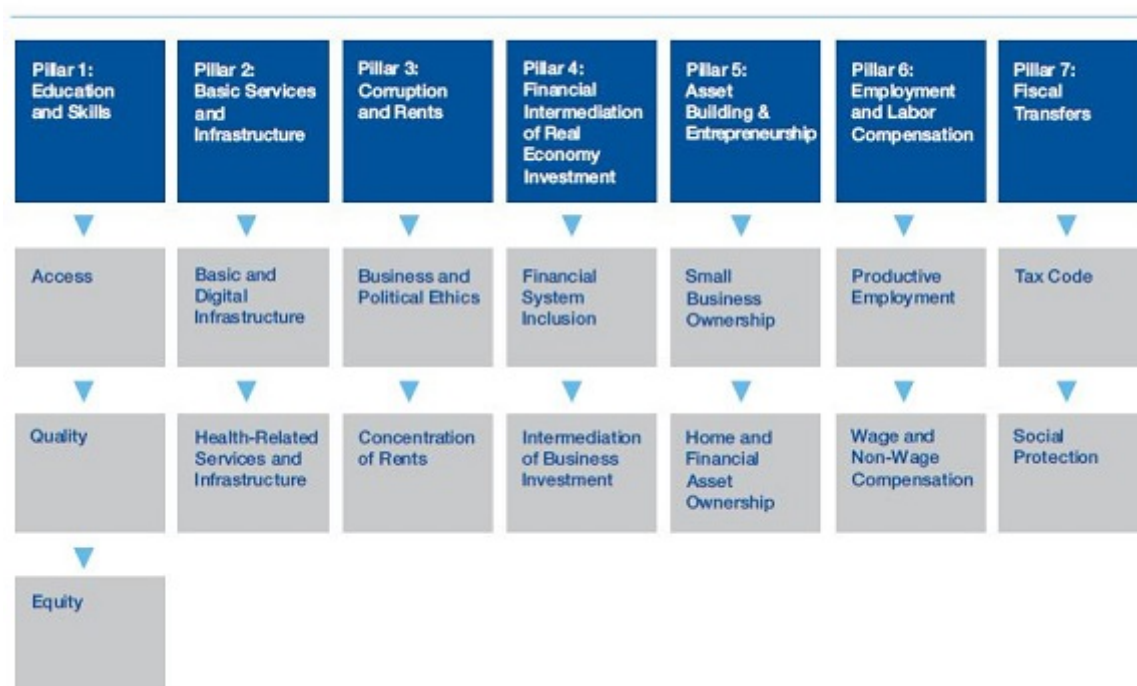 Pillar 1:
Education
and Skills
Pillar 2:
Basic Services
and
Infrastructure
Pillar 3:
Corruption
and Rents
Pillar 4:
Financial
Intermediation
of Real
Economy
Investment
Pillar 5:
Asset
Building &
Entrepreneurship
Pillar 6:
Employment
and Labor
Compensation
Pillar 7:
Fiscal
Transfers
Access
Basic and
Digital
Infrastructure
Business and
Political Ethics
Financial
System
Inclusion
Small
Business
Ownership
Productive
Employment
Tax Code
Quality
Health-Related
Services and
Infrastructure
Concentration
of Rents
Intermediation
of Business
Investment
Home and
Financial
Asset
Ownership
Wage and
Non-Wage
Compensation
Social
Protection
Equity